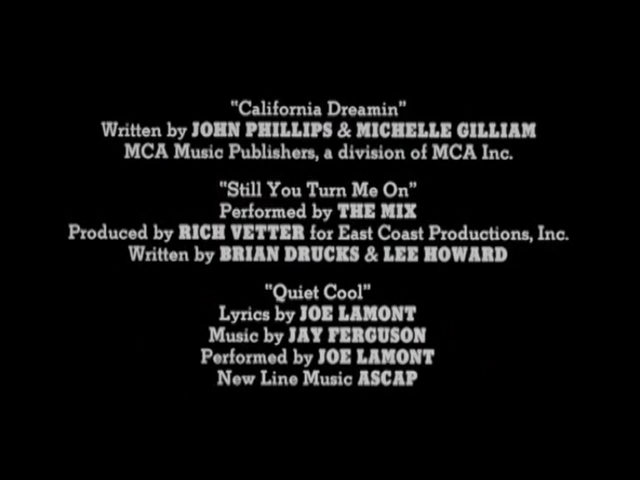 "California Dreamin"
Written by JOHN PHILLIPS & MICHELLE GILLIAM
MCA Music Publishers, a division of MCA Inc.
"Still You Turn Me On"
Performed by THE MIX
Produced by RICH VETTER for East Coast Productions, Inc.
Written by BRIAN DRUCKS & LEE HOWARD
"Quiet Cool"
Lyrics by JOE LAMONT
Music by JAY FERGUSON
Performed by JOE LAMONT
New Line Music ASCAP